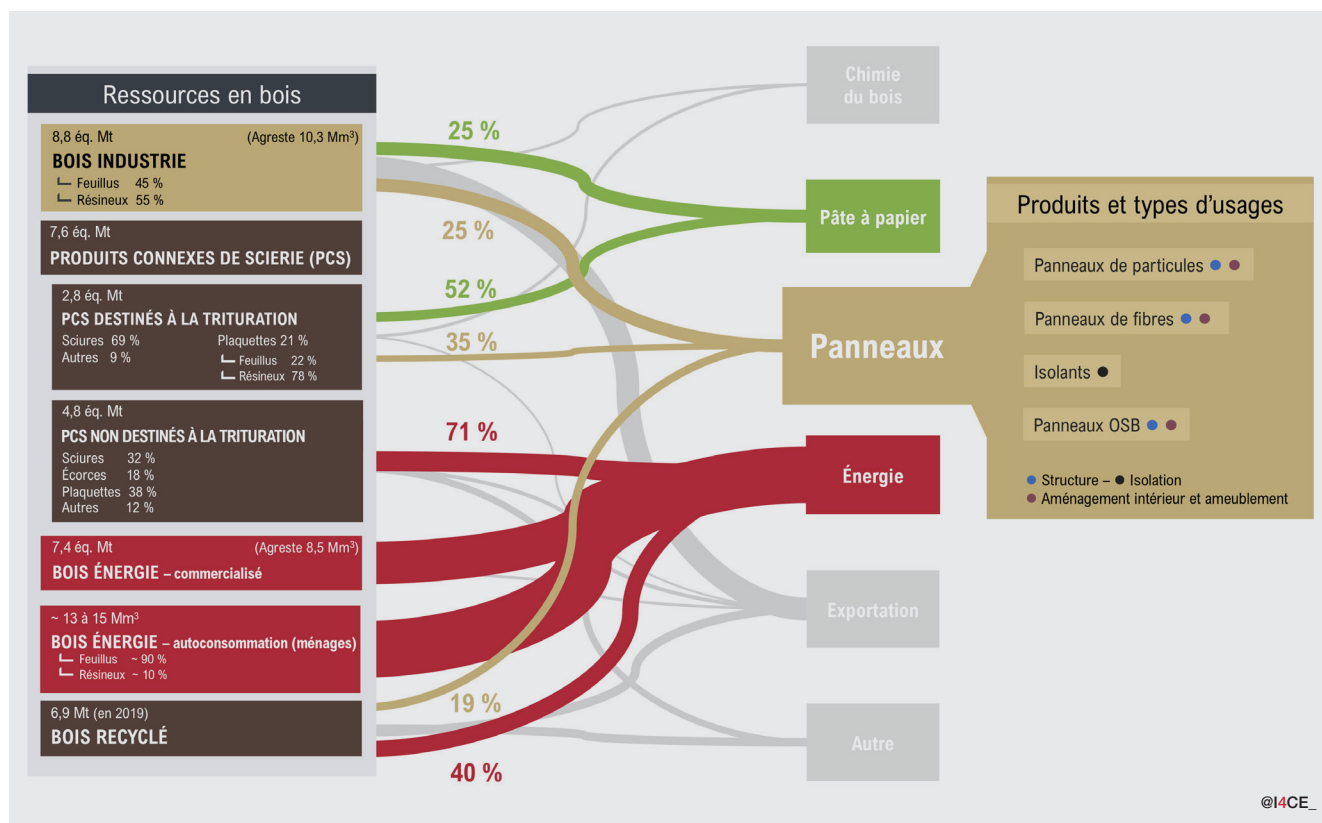 Ressources en bois
8,8 éq. Mt (Agreste 10,3 Mm³)
BOIS INDUSTRIE
Feuillus 45 %
Résineux 55 %
7,6 éq. Mt
PRODUITS CONNEXES DE SCIERIE (PCS)
2,8 éq. Mt
PCS DESTINÉS À LA TRITURATION
Sciures 69 % Plaquettes 21 %
Autres 9 %
Feuillus 22 %
Résineux 78 %
4,8 éq. Mt
PCS NON DESTINÉS À LA TRITURATION
Sciures 32 %
Écorces 18 %
Plaquettes 38 %
Autres 12 %
7,4 éq. Mt (Agreste 8,5 Mm³)
BOIS ÉNERGIE – commercialisé
~ 13 à 15 Mm³
BOIS ÉNERGIE – autoconsommation (ménages)
Feuillus ~ 90 %
Résineux ~ 10 %
6,9 Mt (en 2019)
BOIS RECYCLÉ
25 %
25 %
52 %
35 %
71 %
19 %
40 %
Chimie
du bois
Pâte à papier
Panneaux
Énergie
Exportation
Autre
Produits et types d'usages
Panneaux de particules
Panneaux de fibres
Isolants
Panneaux OSB
Structure – Isolation
Aménagement intérieur et ameublement
@I4CE_